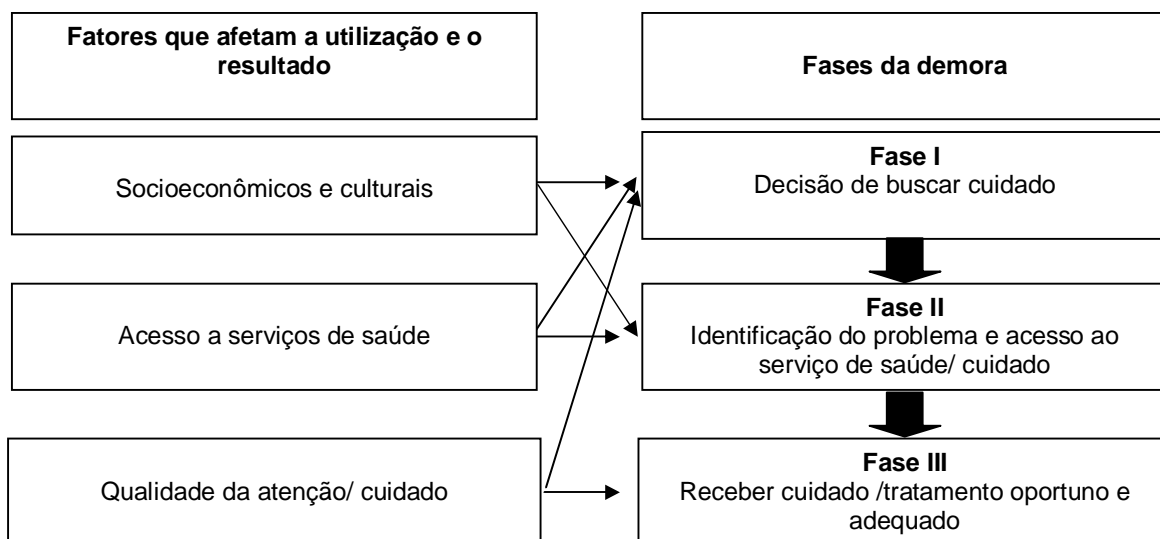 Fatores que afetam a utilização e o
resultado
Fases da demora
Socioeconômicos e culturais
Fase I
Decisão de buscar cuidado
Acesso a serviços de saúde
Fase II
Identificação do problema e acesso ao
serviço de saúde/ cuidado
Qualidade da atenção/ cuidado
Fase III
Receber cuidado /tratamento oportuno e
adequado